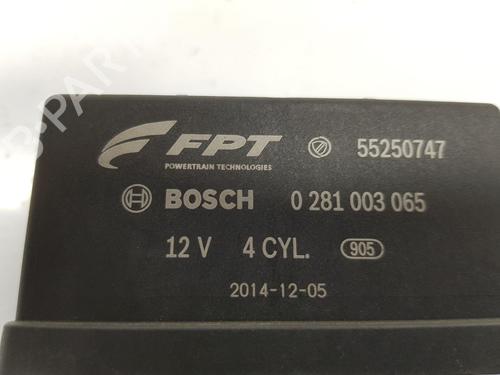 FPT 55250747
POWERTRAIN TECHNOLOGIES
BOSCH 0 281 003 065
12 V 4 CYL. 905
2014-12-05